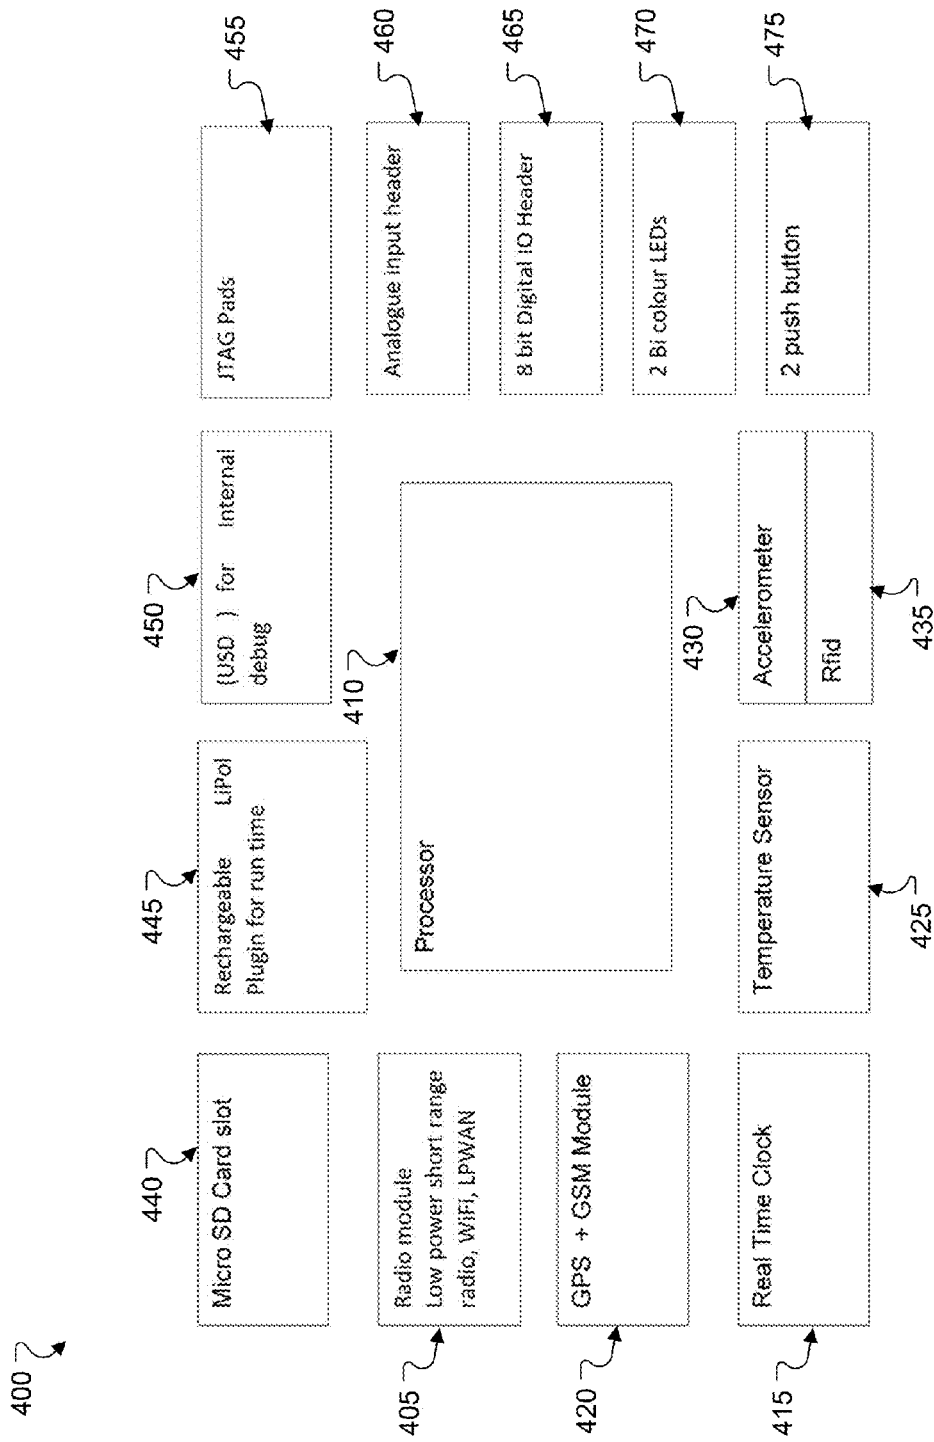 400
440
Micro SD Card slot
445
Rechargeable LiPol
Plugin for run time
450
(USD ) for Internal
debug
455
JTAG Pads
405
Radio module
Low power short range
radio, WiFi, LPWAN
410
Processor
460
Analogue input header
465
8 bit Digital IO Header
420
GPS + GSM Module
470
2 Bi colour LEDs
415
Real Time Clock
425
Temperature Sensor
430
Accelerometer
435
Rfid
475
2 push button